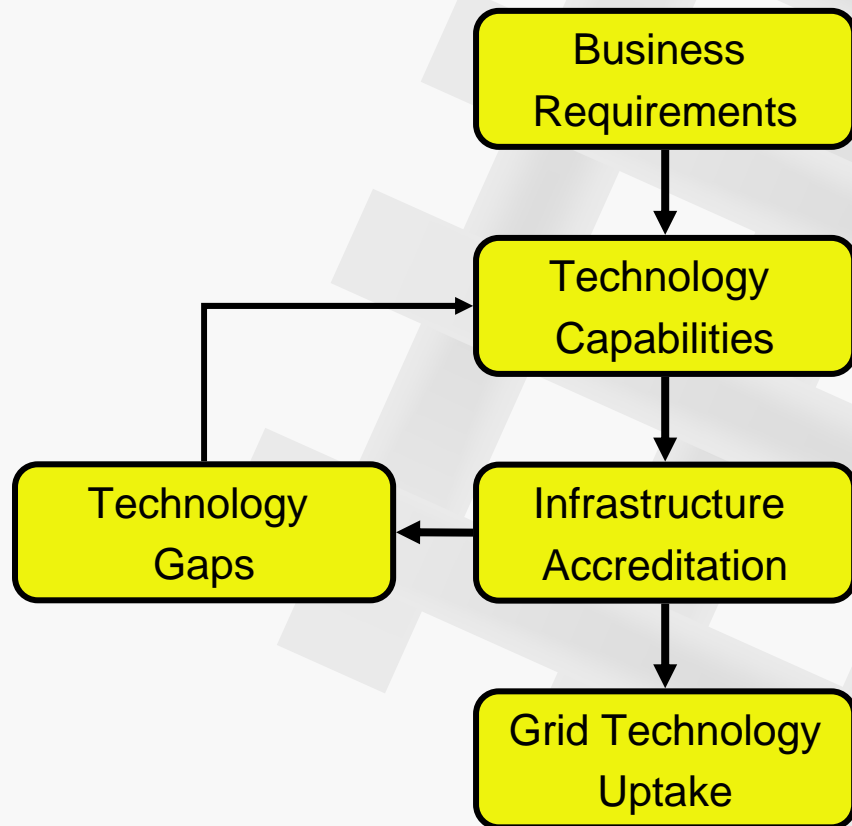 Business
Requirements
Technology
Capabilities
Technology
Gaps
Infrastructure
Accreditation
Grid Technology
Uptake